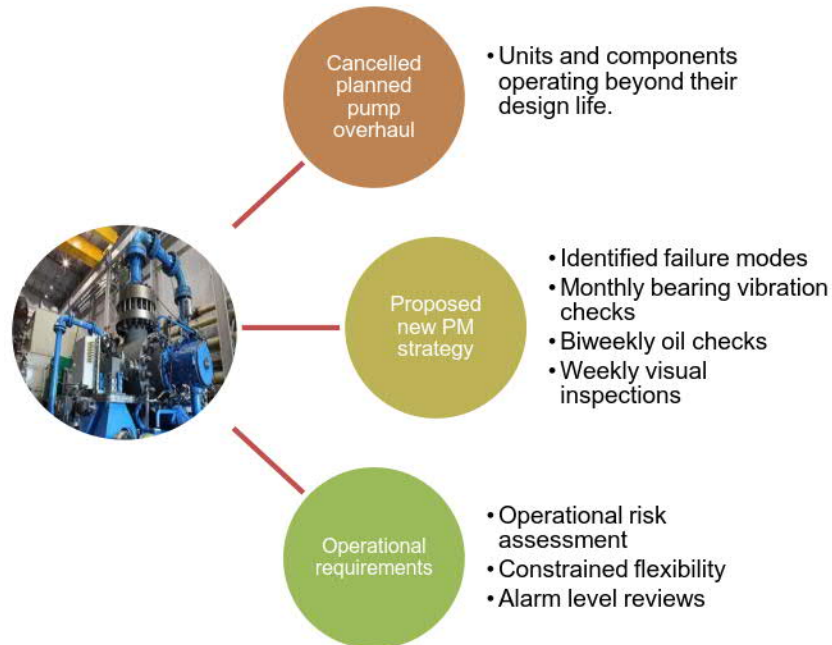 Cancelled
planned
pump
overhaul
• Units and components
operating beyond their
design life.
Proposed
new PM
strategy
• Identified failure modes
• Monthly bearing vibration
checks
• Biweekly oil checks
• Weekly visual
inspections
Operational
requirements
• Operational risk
assessment
• Constrained flexibility
• Alarm level reviews